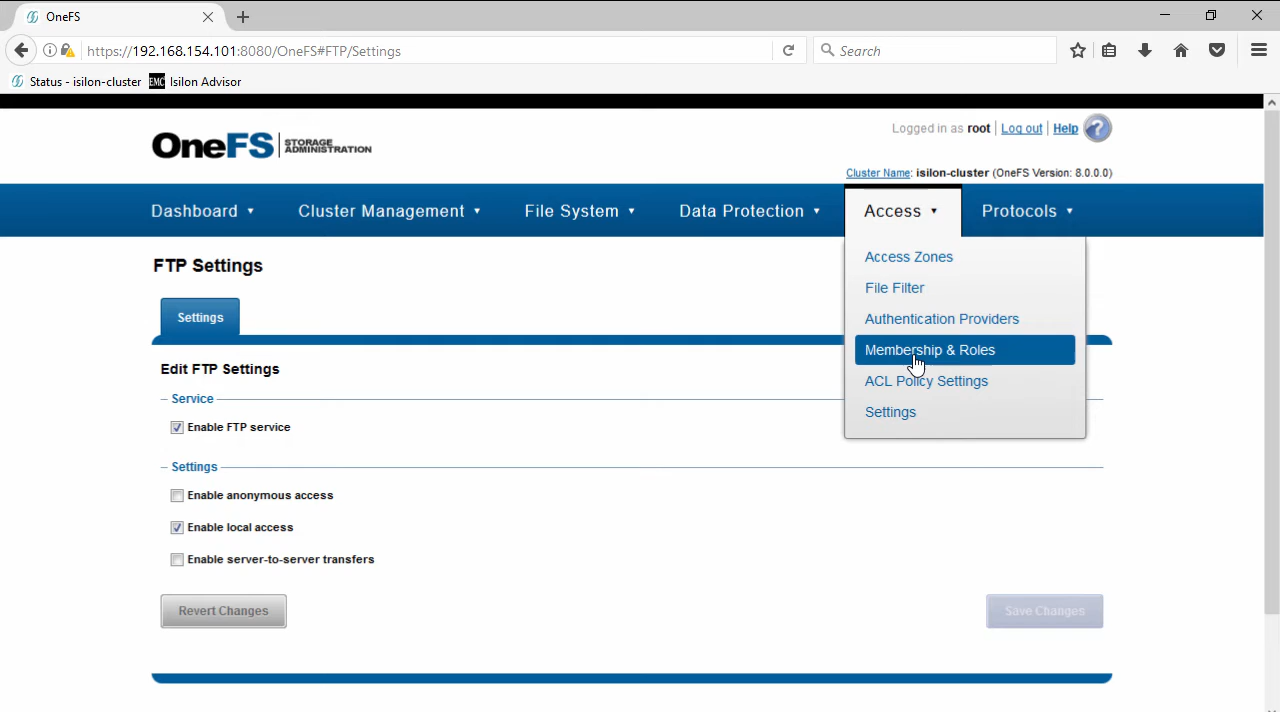 OneFS
https://192.168.154.101:8080/OneFS#FTP/Settings
Search
Status - isilon-cluster EMC Isilon Advisor
Logged in as root | Log out | Help ?
OneFS | STORAGE ADMINISTRATION
Cluster Name: isilon-cluster (OneFS Version: 8.0.0.0)
Dashboard Cluster Management File System Data Protection Access Protocols
Access Zones
File Filter
Authentication Providers
Membership & Roles
ACL Policy Settings
Settings
FTP Settings
Settings
Edit FTP Settings
Service
Enable FTP service
Settings
Enable anonymous access
Enable local access
Enable server-to-server transfers
Revert Changes Save Changes